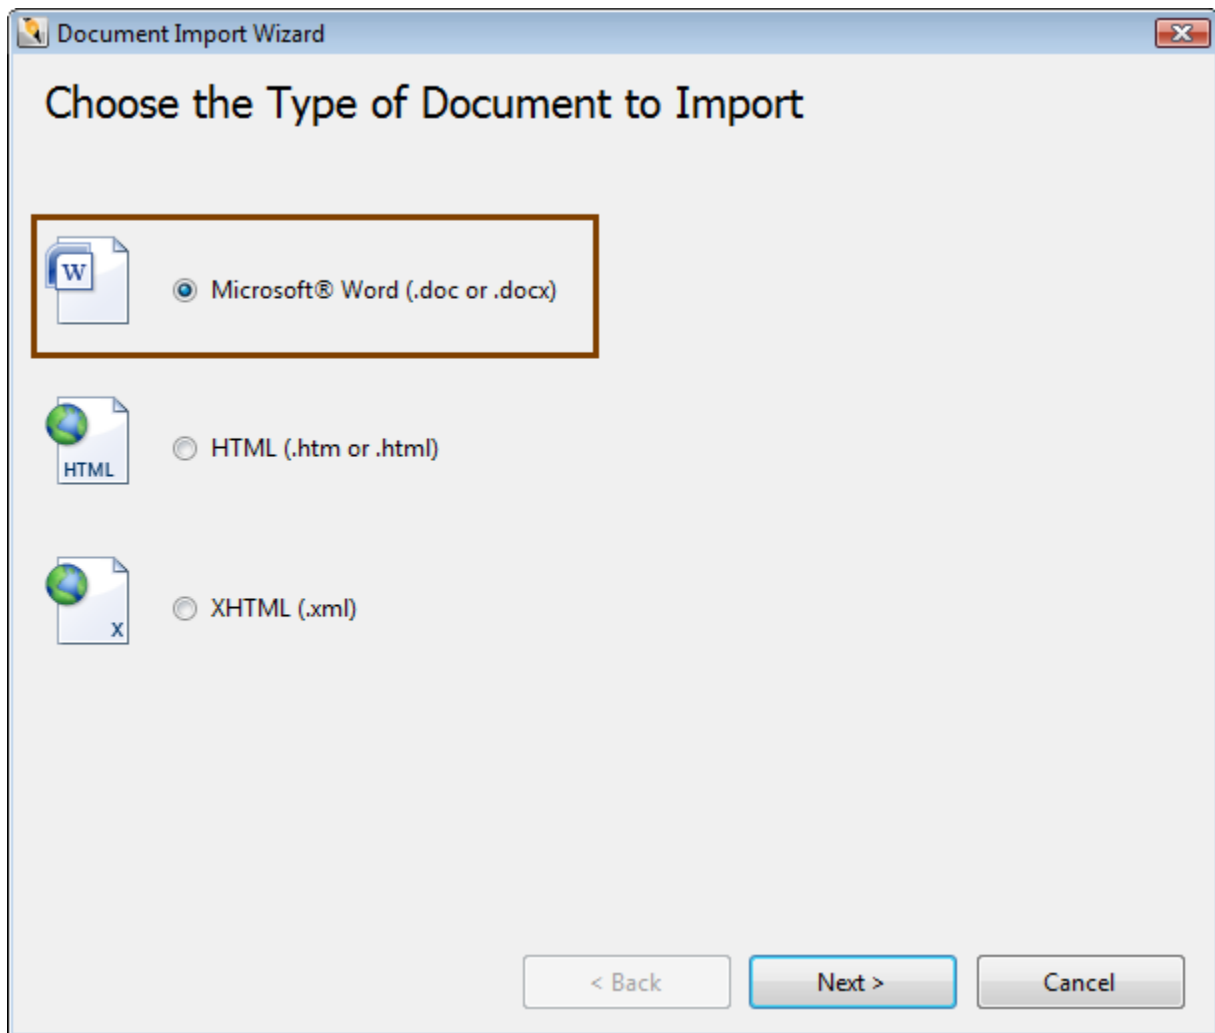 Document Import Wizard
Choose the Type of Document to Import
W
Microsoft® Word (.doc or .docx)
HTML
HTML (.htm or .html)
X
XHTML (.xml)
< Back
Next >
Cancel